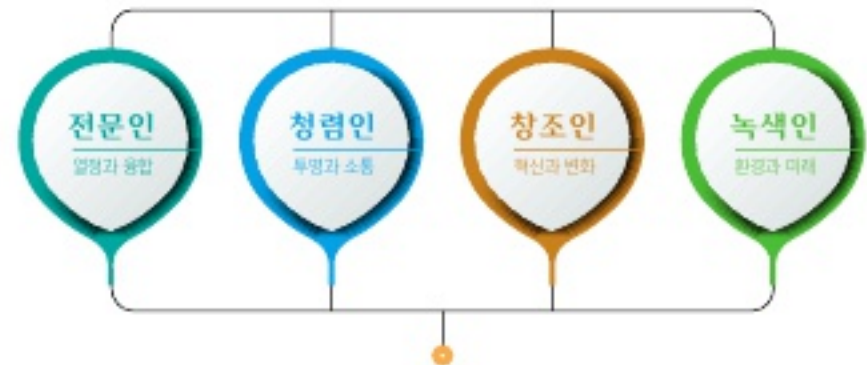 전문인
열정과 융합
청렴인
투명과 소통
창조인
혁신과 변화
녹색인
환경과 미래